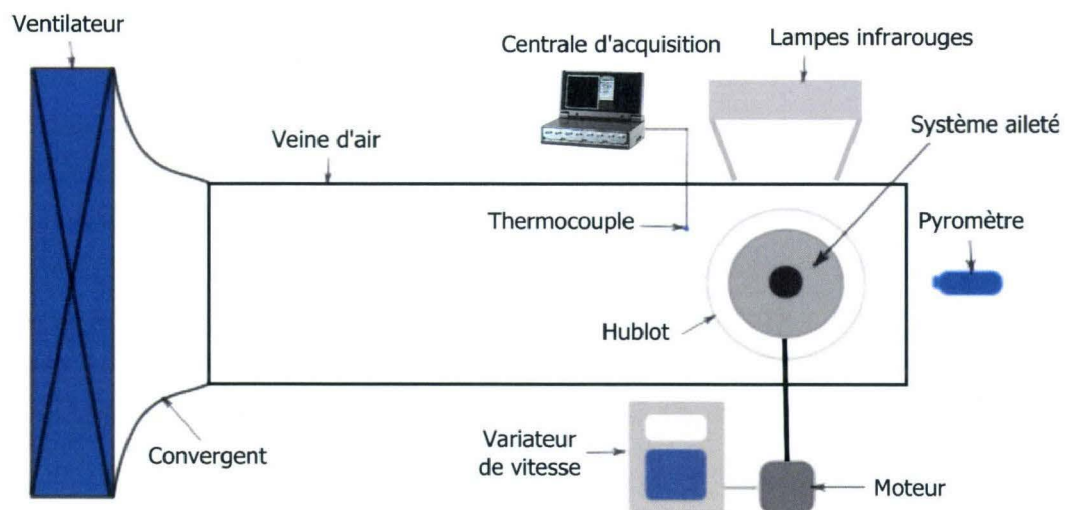 Ventilateur
Centrale d'acquisition
Lampes infrarouges
Veine d'air
Système aileté
Thermocouple
Pyromètre
Hublot
Convergent
Variateur
de vitesse
Moteur